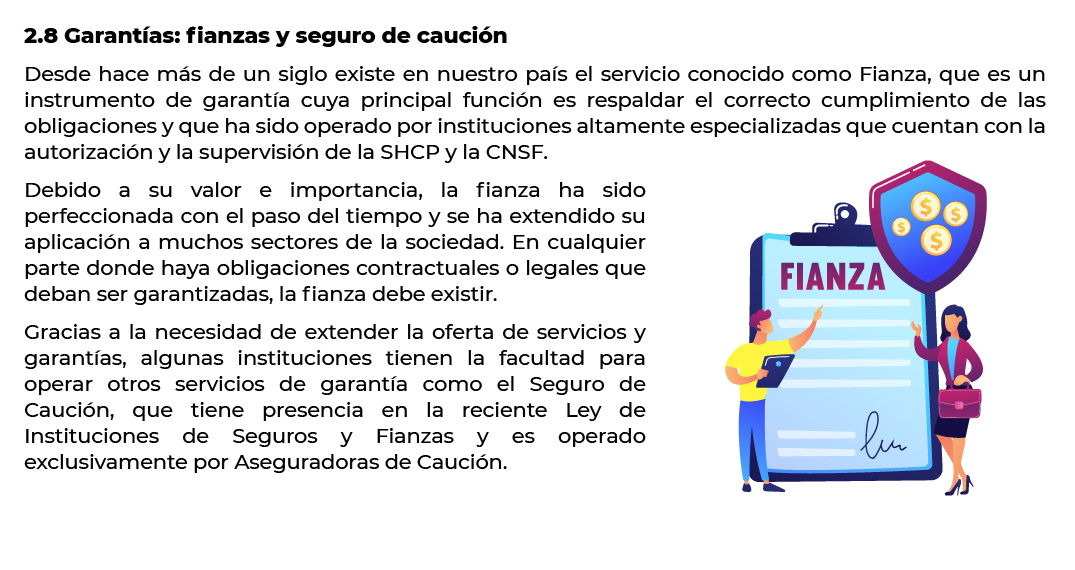 2.8 Garantías: fianzas y seguro de caución
Desde hace más de un siglo existe en nuestro país el servicio conocido como Fianza, que es un
instrumento de garantía cuya principal función es respaldar el correcto cumplimiento de las
obligaciones y que ha sido operado por instituciones altamente especializadas que cuentan con la
autorización y la supervisión de la SHCP y la CNSF.
Debido a su valor e importancia, la fianza ha sido
perfeccionada con el paso del tiempo y se ha extendido su
aplicación a muchos sectores de la sociedad. En cualquier
parte donde haya obligaciones contractuales o legales que
deban ser garantizadas, la fianza debe existir.
Gracias a la necesidad de extender la oferta de servicios y
garantías, algunas instituciones tienen la facultad para
operar otros servicios de garantía como el Seguro de
Caución, que tiene presencia en la reciente Ley de
Instituciones de Seguros y Fianzas y es operado
exclusivamente por Aseguradoras de Caución.
FIANZA
$
$
$
$